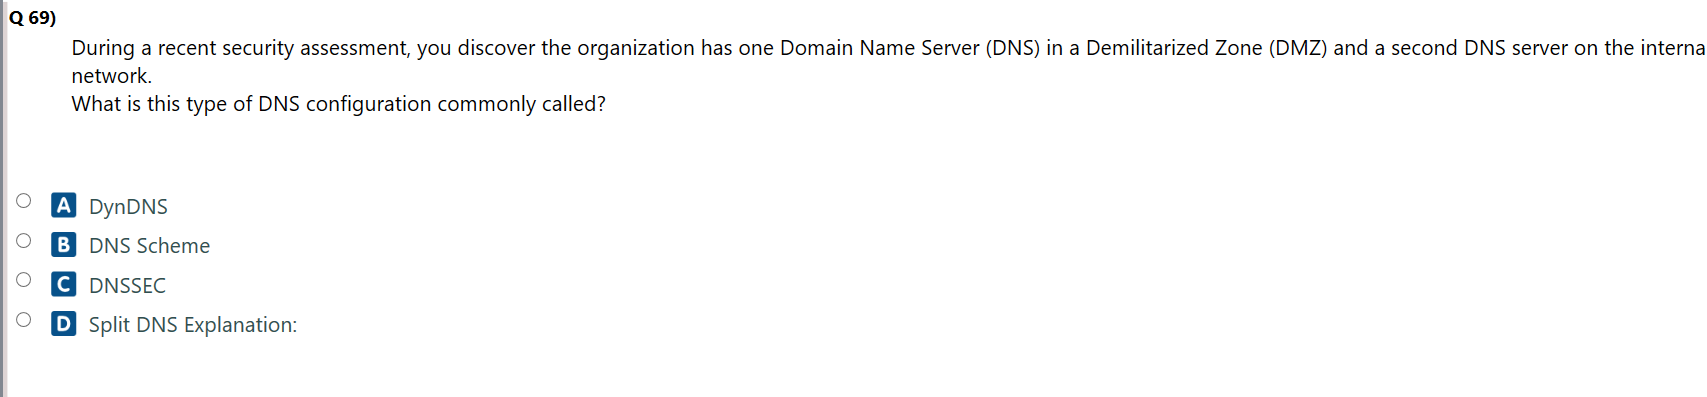 Q 69)
During a recent security assessment, you discover the organization has one Domain Name Server (DNS) in a Demilitarized Zone (DMZ) and a second DNS server on the interna
network.
What is this type of DNS configuration commonly called?
A DynDNS
B DNS Scheme
C DNSSEC
D Split DNS Explanation: